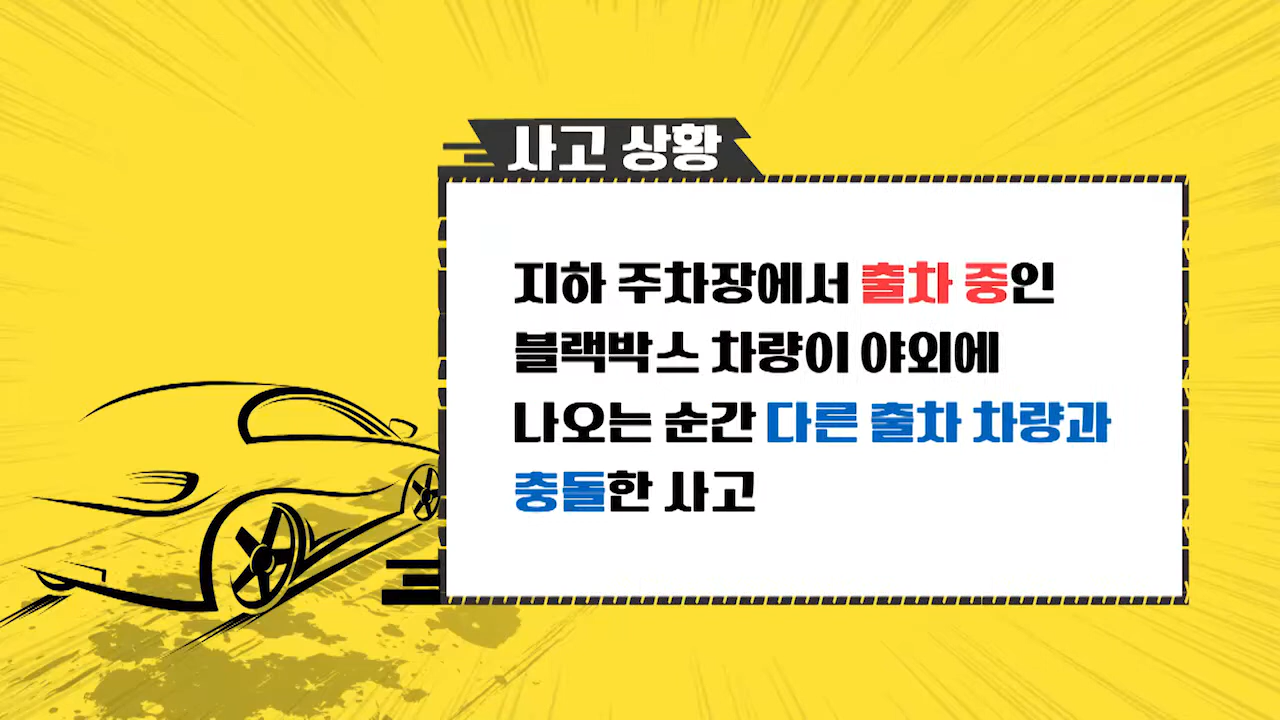 사고 상황
지하 주차장에서 출차 중인
블랙박스 차량이 야외에
나오는 순간 다른 출차 차량과
충돌한 사고